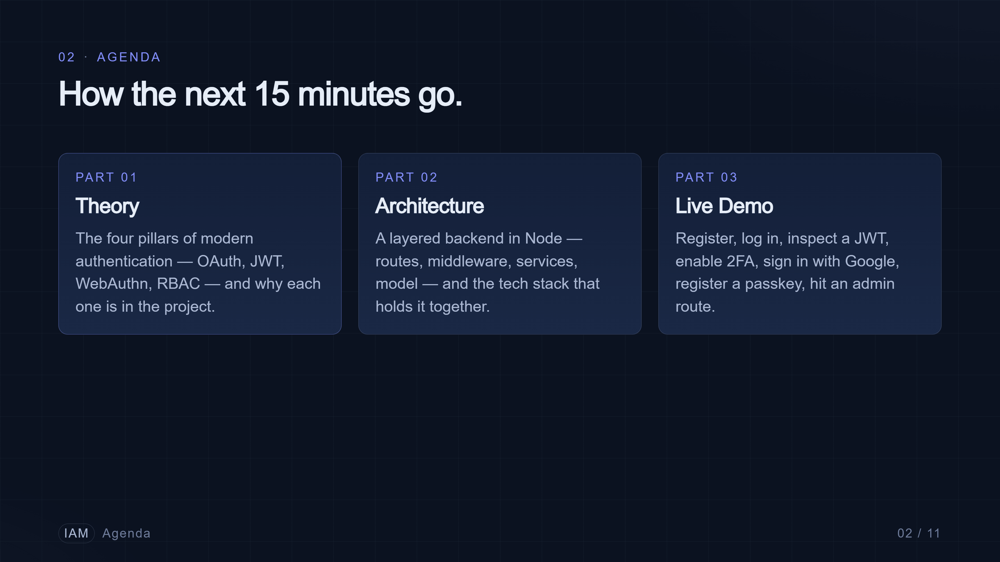 02 · AGENDA
How the next 15 minutes go.
PART 01
Theory
The four pillars of modern
authentication — OAuth, JWT,
WebAuthn, RBAC — and why each
one is in the project.
PART 02
Architecture
A layered backend in Node —
routes, middleware, services,
model — and the tech stack that
holds it together.
PART 03
Live Demo
Register, log in, inspect a JWT,
enable 2FA, sign in with Google,
register a passkey, hit an admin
route.
IAM Agenda
02 / 11